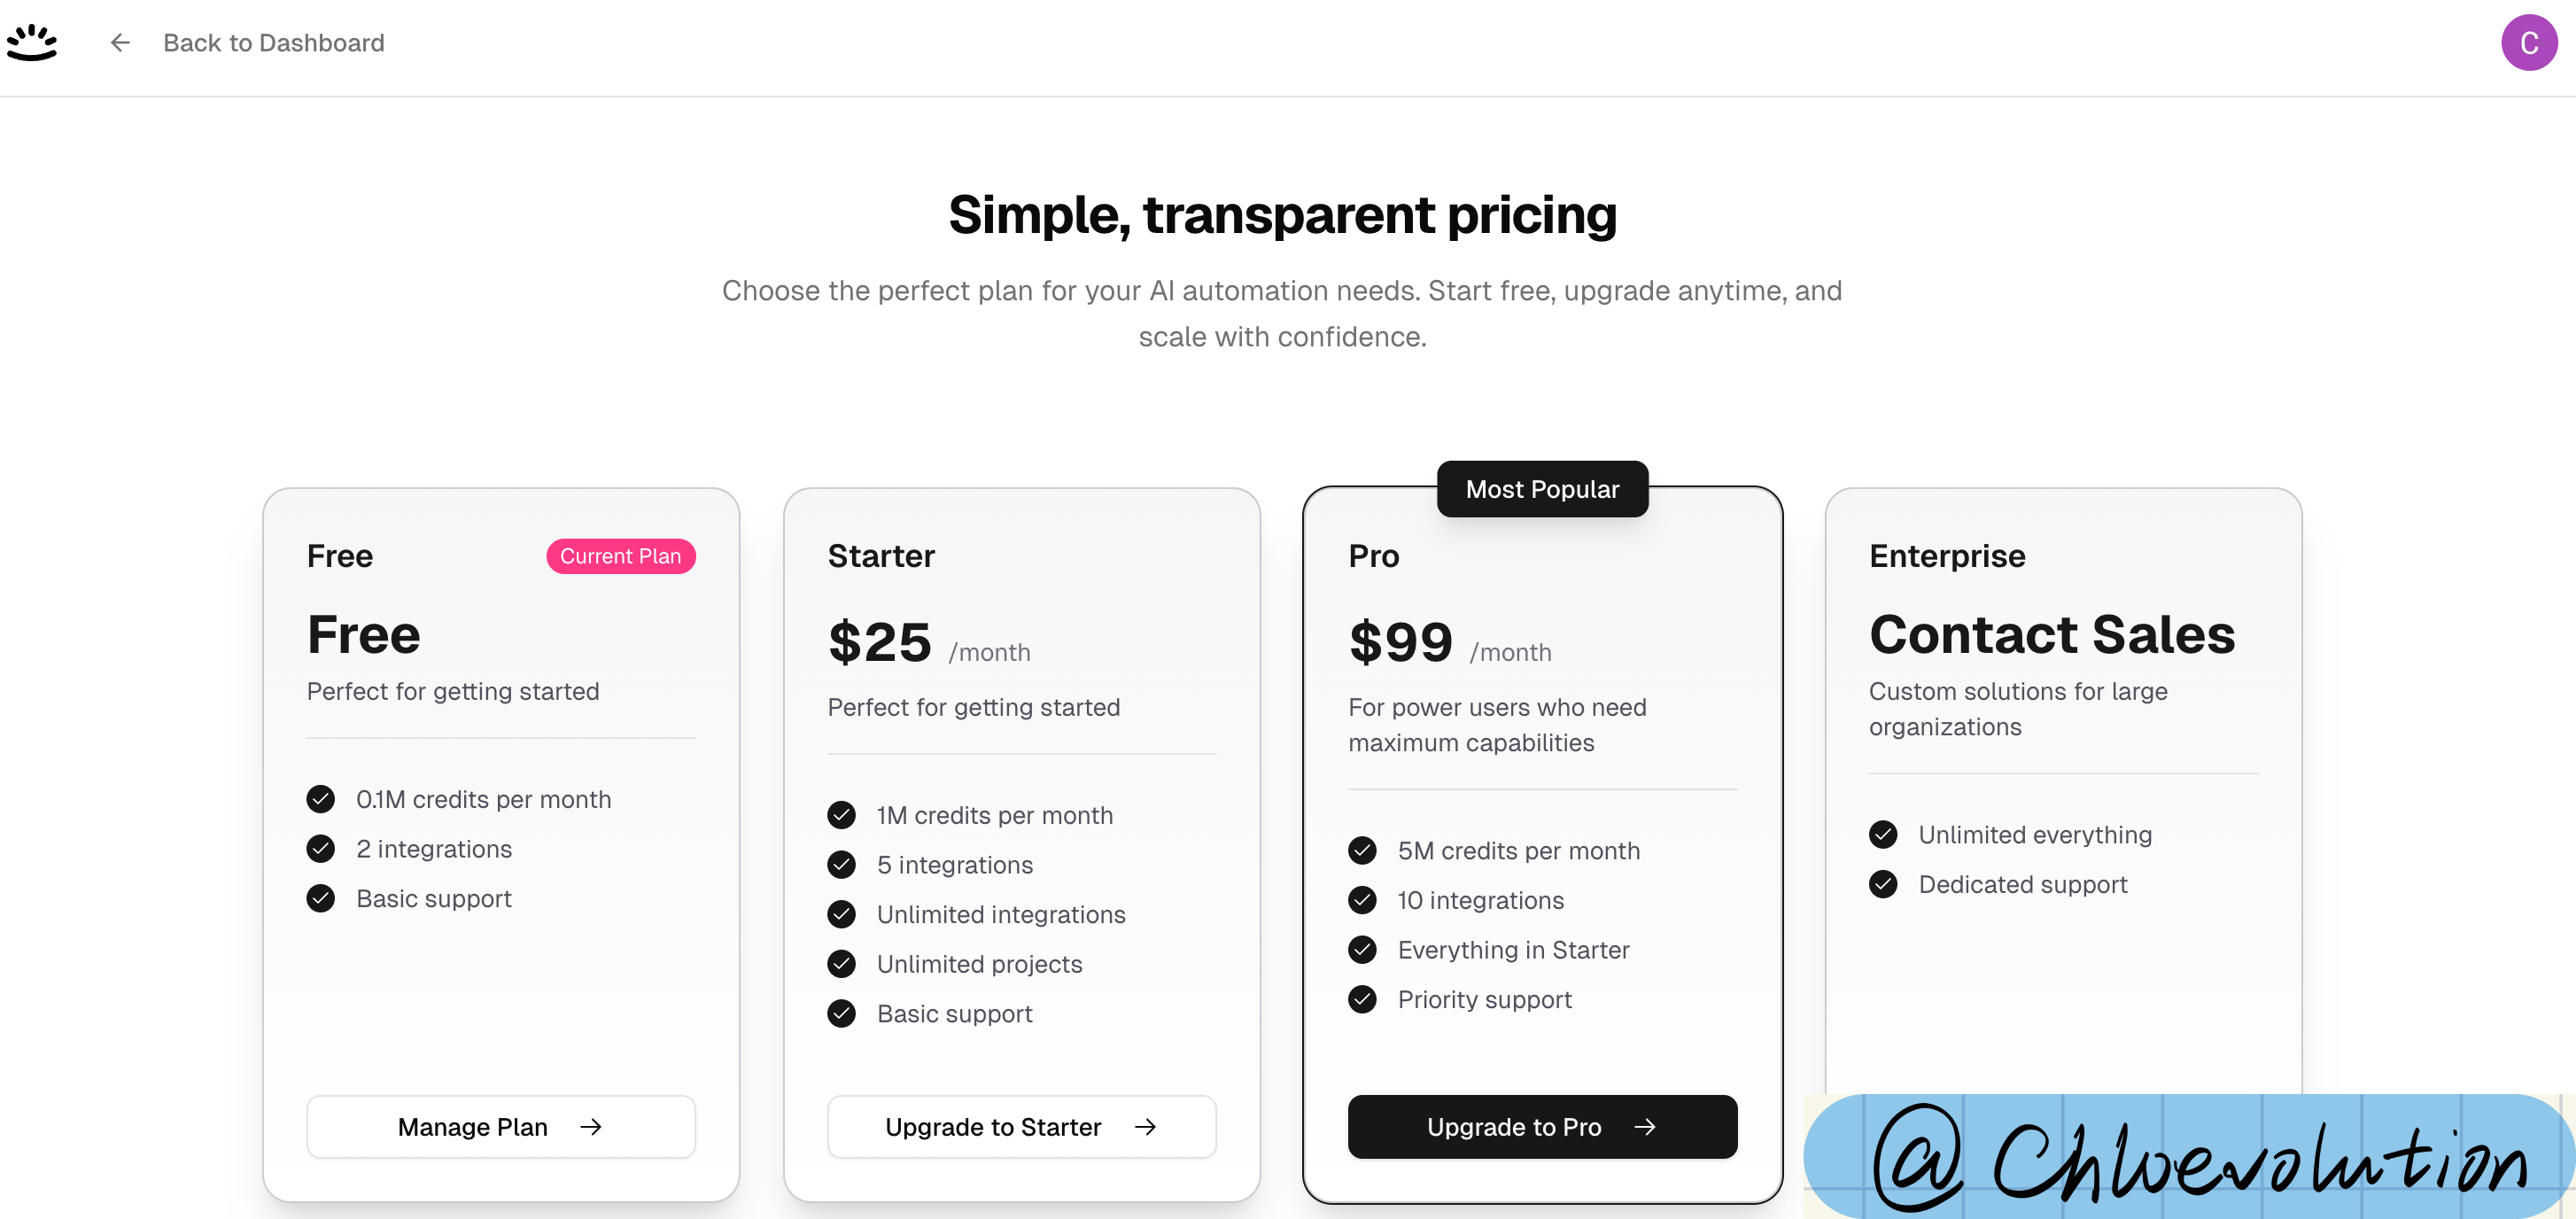 Back to Dashboard
C
Simple, transparent pricing
Choose the perfect plan for your AI automation needs. Start free, upgrade anytime, and
scale with confidence.
Free
Current Plan
Free
Perfect for getting started
0.1M credits per month
2 integrations
Basic support
Manage Plan
Starter
$25 /month
Perfect for getting started
1M credits per month
5 integrations
Unlimited integrations
Unlimited projects
Basic support
Upgrade to Starter
Most Popular
Pro
$99 /month
For power users who need
maximum capabilities
5M credits per month
10 integrations
Everything in Starter
Priority support
Upgrade to Pro
Enterprise
Contact Sales
Custom solutions for large
organizations
Unlimited everything
Dedicated support
@Chloevolution